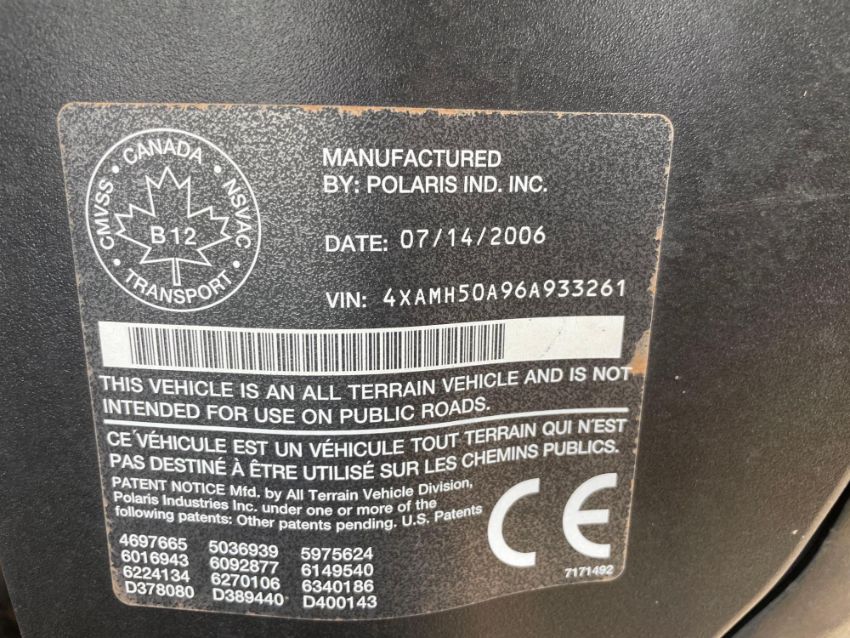 CANADA
CMVSS
NSVAC
B12
TRANSPORT
MANUFACTURED
BY: POLARIS IND. INC.
DATE: 07/14/2006
VIN: 4XAMH50A96A933261
THIS VEHICLE IS AN ALL TERRAIN VEHICLE AND IS NOT
INTENDED FOR USE ON PUBLIC ROADS.
CE VÉHICULE EST UN VÉHICULE TOUT TERRAIN QUI N'EST
PAS DESTINÉ À ÊTRE UTILISÉ SUR LES CHEMINS PUBLICS.
PATENT NOTICE Mfd. by All Terrain Vehicle Division,
Polaris Industries Inc. under one or more of the
following patents: Other patents pending. U.S. Patents
4697665 5036939 5975624
6016943 6092877 6149540
6224134 6270106 6340186
D378080 D389440 D400143
CE
7171492